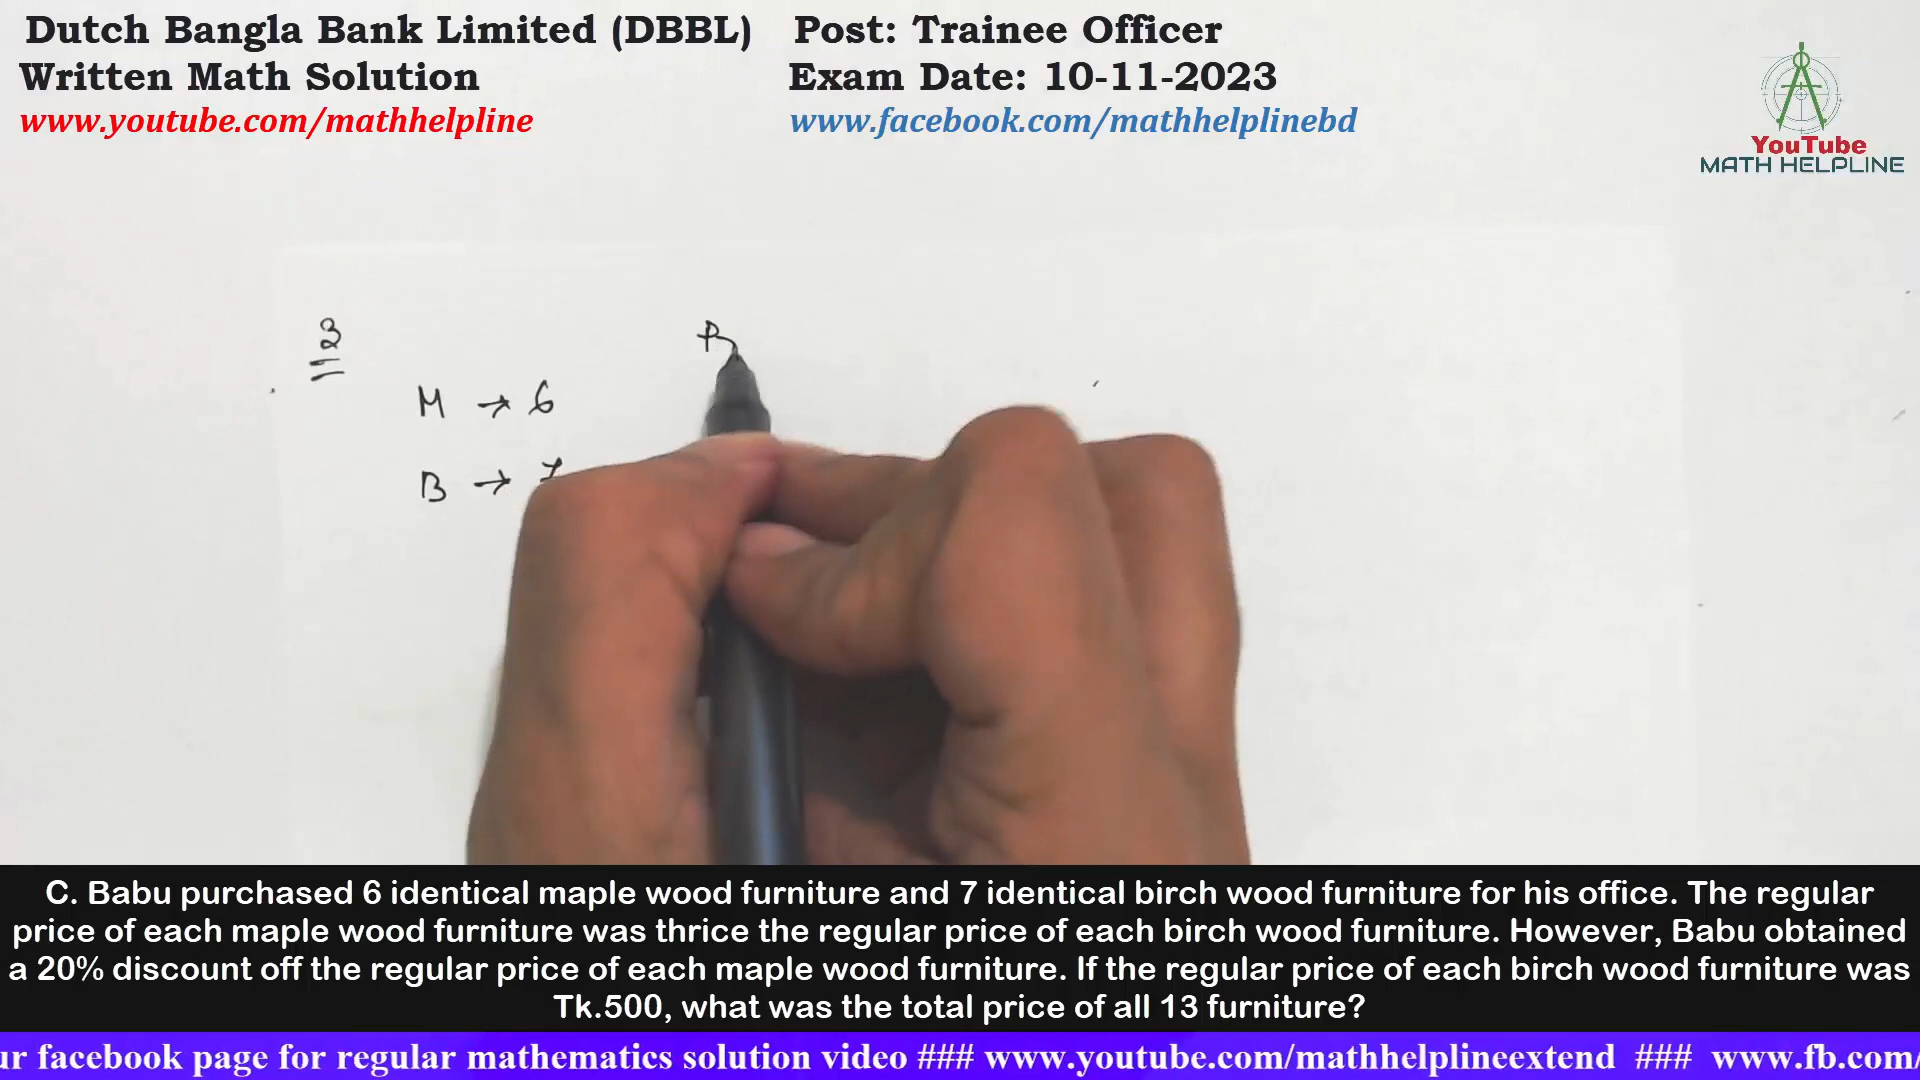 Dutch Bangla Bank Limited (DBBL) Post: Trainee Officer
Written Math Solution Exam Date: 10-11-2023
www.youtube.com/mathhelpline www.facebook.com/mathhelplinebd
YouTube
MATH HELPLINE
3
M → 6
B → 7
C. Babu purchased 6 identical maple wood furniture and 7 identical birch wood furniture for his office. The regular
price of each maple wood furniture was thrice the regular price of each birch wood furniture. However, Babu obtained
a 20% discount off the regular price of each maple wood furniture. If the regular price of each birch wood furniture was
Tk.500, what was the total price of all 13 furniture?
ur facebook page for regular mathematics solution video ### www.youtube.com/mathhelplineextend ### www.fb.com/